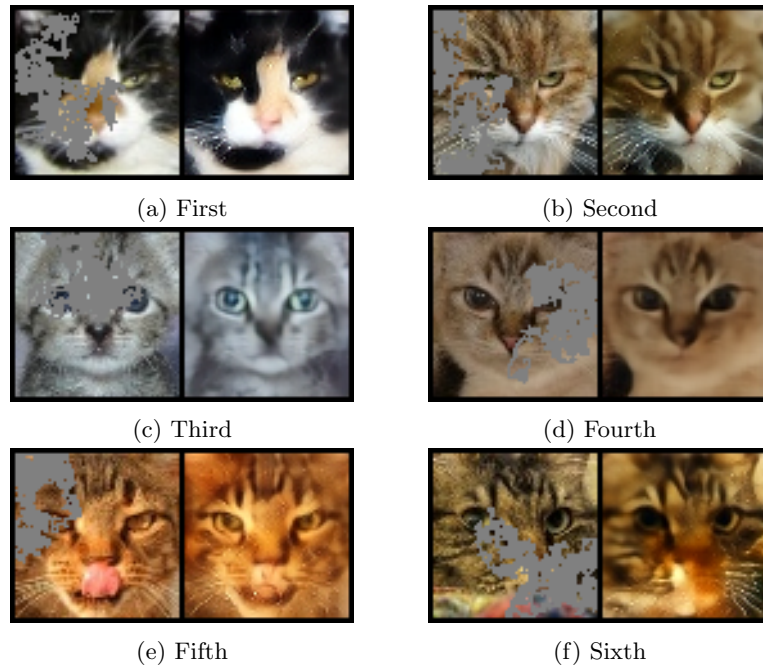 (a) First
(b) Second
(c) Third
(d) Fourth
(e) Fifth
(f) Sixth